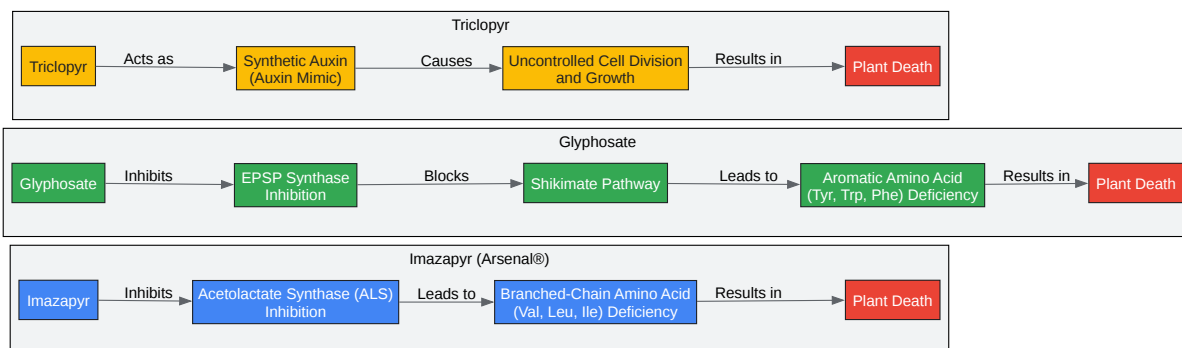 Triclopyr
Triclopyr
Acts as
Synthetic Auxin
(Auxin Mimic)
Causes
Uncontrolled Cell Division
and Growth
Results in
Plant Death
Glyphosate
Glyphosate
Inhibits
EPSP Synthase
Inhibition
Blocks
Shikimate Pathway
Leads to
Aromatic Amino Acid
(Tyr, Trp, Phe) Deficiency
Results in
Plant Death
Imazapyr (Arsenal®)
Imazapyr
Inhibits
Acetolactate Synthase (ALS)
Inhibition
Leads to
Branched-Chain Amino Acid
(Val, Leu, Ile) Deficiency
Results in
Plant Death